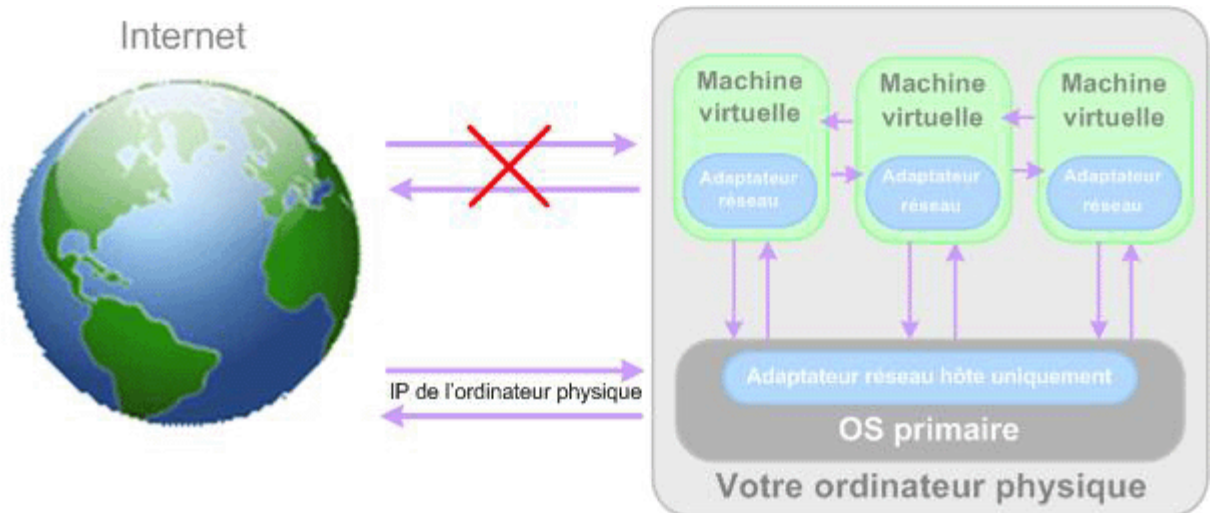 Internet
Machine
virtuelle
Adaptateur
réseau
Machine
virtuelle
Adaptateur
réseau
Machine
virtuelle
Adaptateur
réseau
IP de l'ordinateur physique
Adaptateur réseau hôte uniquement
OS primaire
Votre ordinateur physique